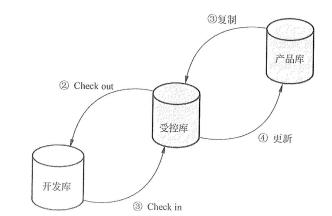 ③复制
产品库
② Check out
受控库
④ 更新
开发库
③ Check in